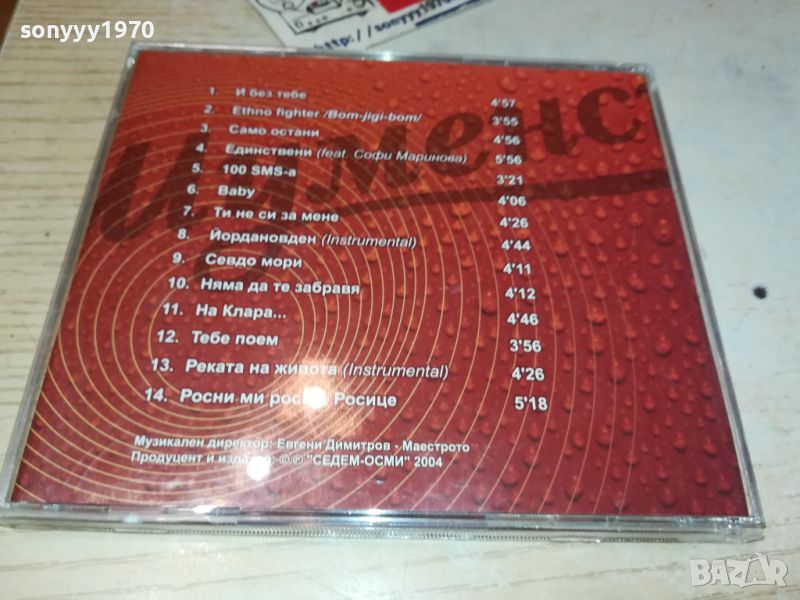 sonyyy1970
http://sonyyy1970
1. И без тебе 4'57
2. Ethno fighter /Bom-jigi-bom/ 3'55
3. Само остани 4'56
4. Единствени (feat. Софи Маринова) 5'56
5. 100 SMS-a 3'21
6. Baby 4'06
7. Ти не си за мене 4'26
8. Йордановден (Instrumental) 4'44
9. Севдо мори 4'11
10. Няма да те забравя 4'12
11. На Клара... 4'46
12. Тебе поем 3'56
13. Реката на живота (Instrumental) 4'26
14. Росни ми Росице 5'18
Музикален директор: Евгени Димитров - Маестрото
Продуцент и издател: © ℗ "СЕДЕМ-ОСМИ" 2004
BAZAR